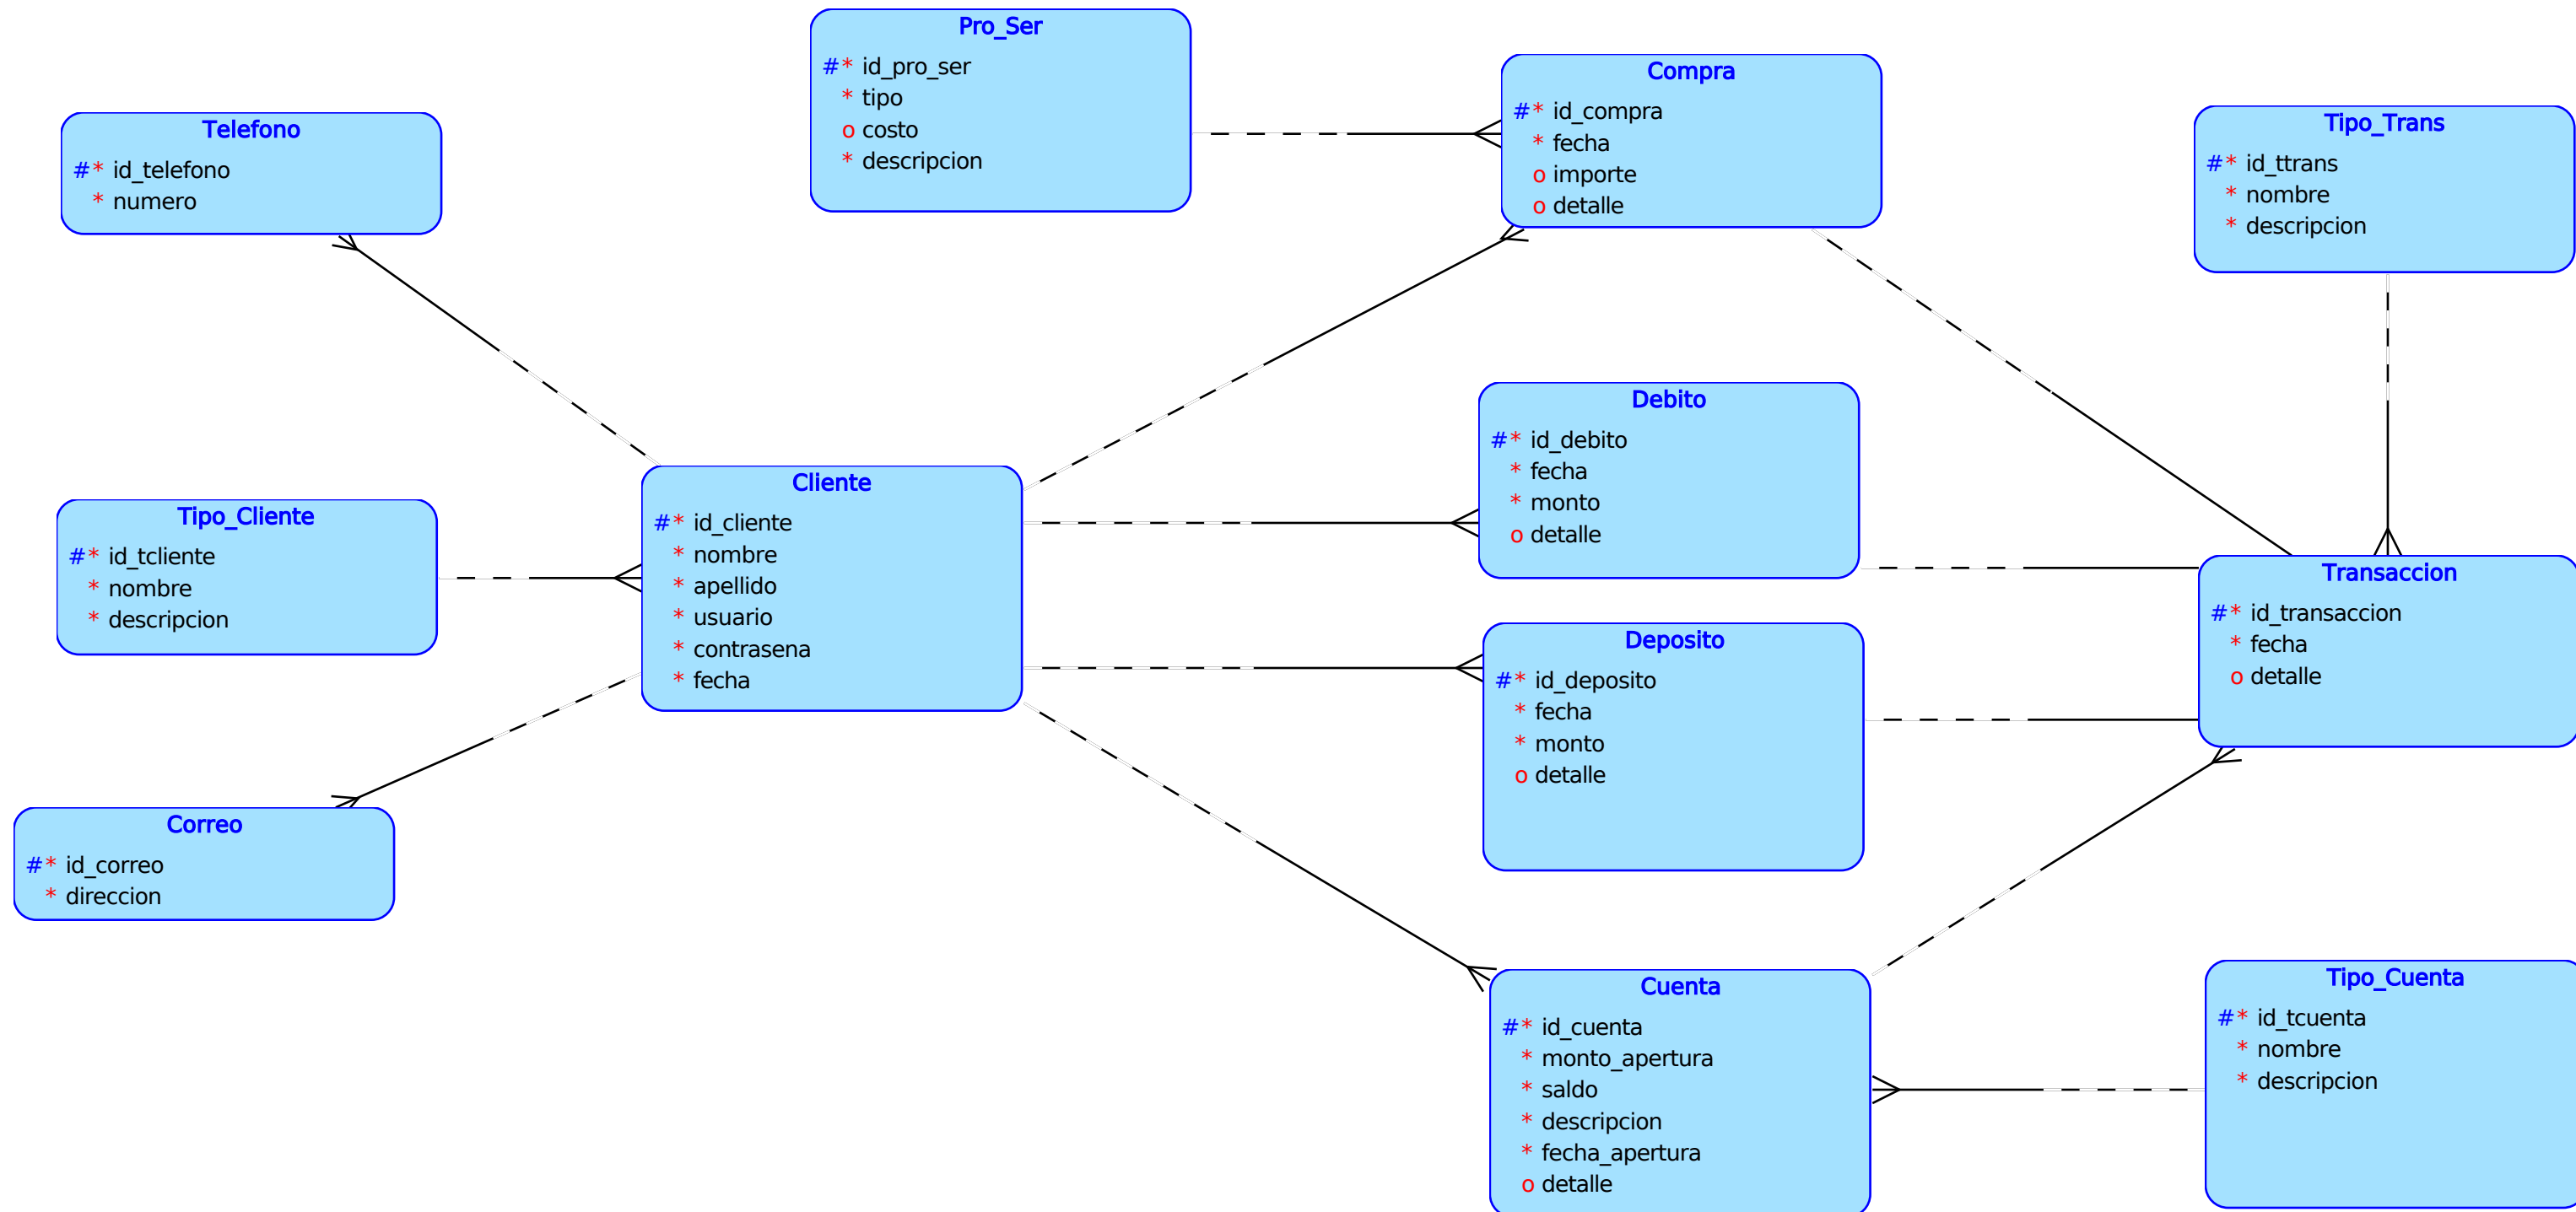 Pro_Ser
#* id_pro_ser
* tipo
o costo
* descripcion
Compra
#* id_compra
* fecha
o importe
o detalle
Tipo_Trans
#* id_ttrans
* nombre
* descripcion
Telefono
#* id_telefono
* numero
Debito
#* id_debito
* fecha
* monto
o detalle
Cliente
#* id_cliente
* nombre
* apellido
* usuario
* contrasena
* fecha
Tipo_Cliente
#* id_tcliente
* nombre
* descripcion
Transaccion
#* id_transaccion
* fecha
o detalle
Deposito
#* id_deposito
* fecha
* monto
o detalle
Correo
#* id_correo
* direccion
Cuenta
#* id_cuenta
* monto_apertura
* saldo
* descripcion
* fecha_apertura
o detalle
Tipo_Cuenta
#* id_tcuenta
* nombre
* descripcion